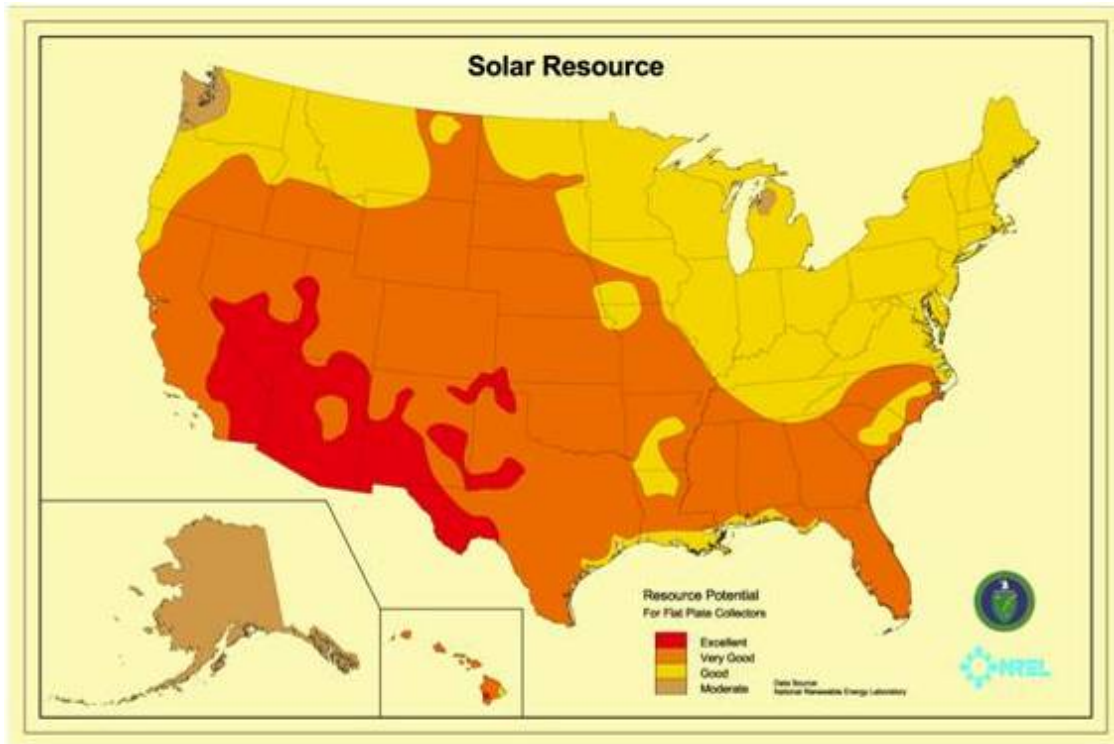 Solar Resource
Resource Potential
For Flat Plate Collectors
Excellent
Very Good
Good
Moderate
Data Source:
National Renewable Energy Laboratory
NREL